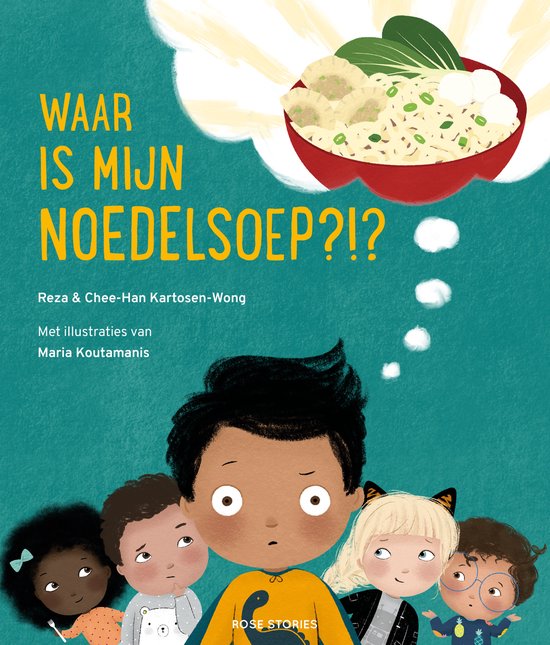 WAAR
IS MIJN
NOEDELSOEP?!?
Reza & Chee-Han Kartosen-Wong
Met illustraties van
Maria Koutamanis
ROSE STORIES